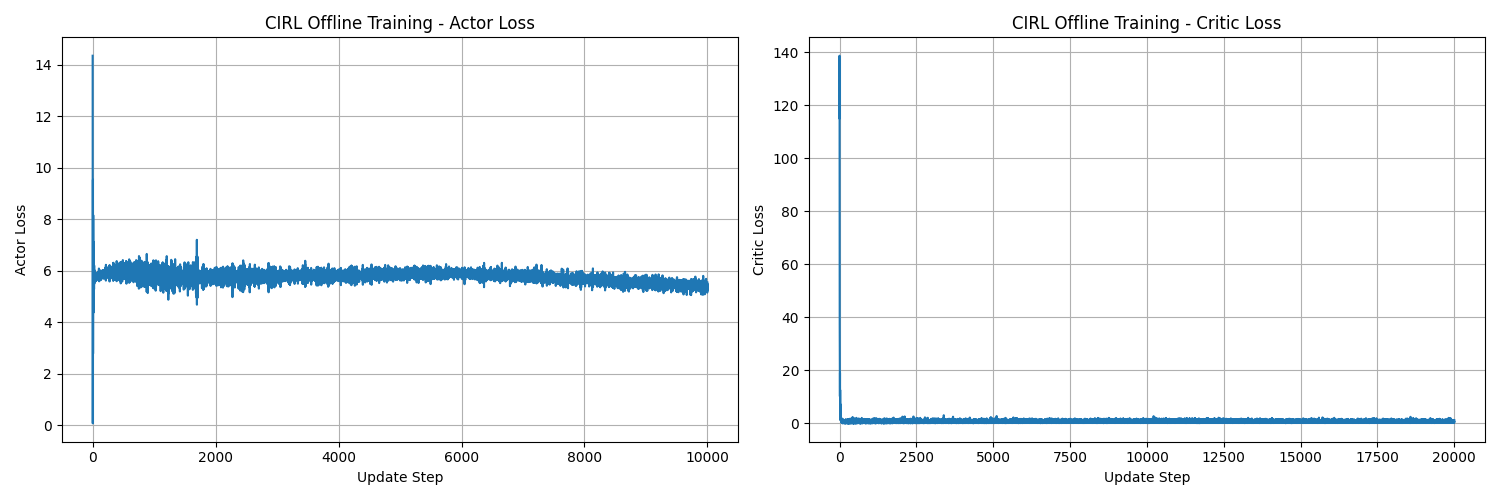 CIRL Offline Training - Actor Loss
Actor Loss
14
12
10
8
6
4
2
0
0 2000 4000 6000 8000 10000
Update Step
CIRL Offline Training - Critic Loss
Critic Loss
140
120
100
80
60
40
20
0
0 2500 5000 7500 10000 12500 15000 17500 20000
Update Step